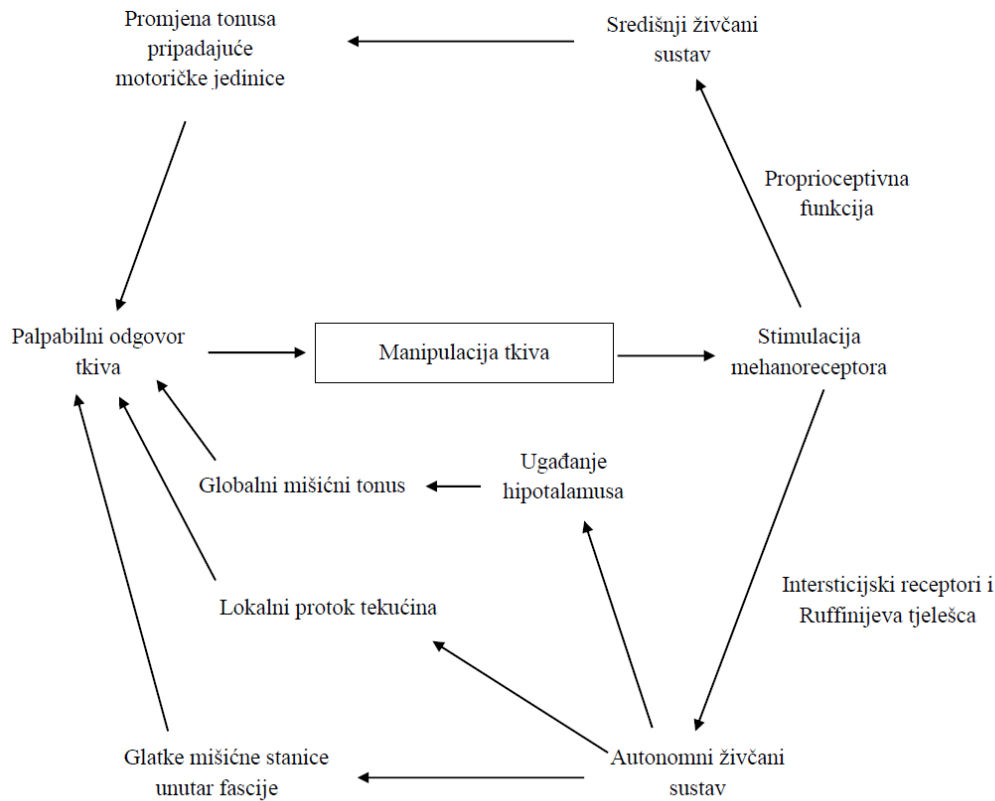 Promjena tonusa
pripadajuće
motoričke jedinice
Središnji živčani
sustav
Proprioceptivna
funkcija
Palpabilni odgovor
tkiva
Manipulacija tkiva
Stimulacija
mehanoreceptora
Ugađanje
hipotalamusa
Globalni mišićni tonus
Lokalni protok tekućina
Intersticijski receptori i
Ruffinijeva tjelešca
Glatke mišićne stanice
unutar fascije
Autonomni živčani
sustav